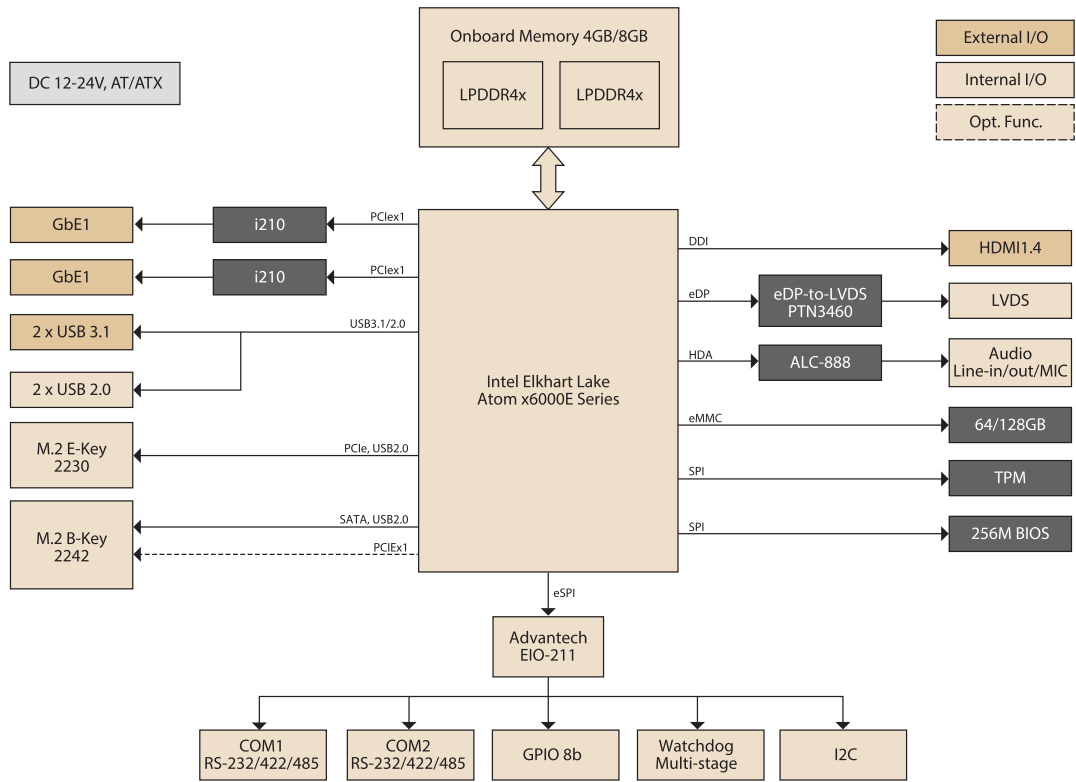 Onboard Memory 4GB/8GB
LPDDR4x
LPDDR4x
DC 12-24V, AT/ATX
External I/O
Internal I/O
Opt. Func.
GbE1
i210
PCIex1
GbE1
i210
PCIex1
2 x USB 3.1
USB3.1/2.0
2 x USB 2.0
M.2 E-Key
2230
PCIe, USB2.0
M.2 B-Key
2242
SATA, USB2.0
PCIEx1
Intel Elkhart Lake
Atom x6000E Series
DDI
HDMI1.4
eDP
eDP-to-LVDS
PTN3460
LVDS
HDA
ALC-888
Audio
Line-in/out/MIC
eMMC
64/128GB
SPI
TPM
SPI
256M BIOS
eSPI
Advantech
EIO-211
COM1
RS-232/422/485
COM2
RS-232/422/485
GPIO 8b
Watchdog
Multi-stage
I2C